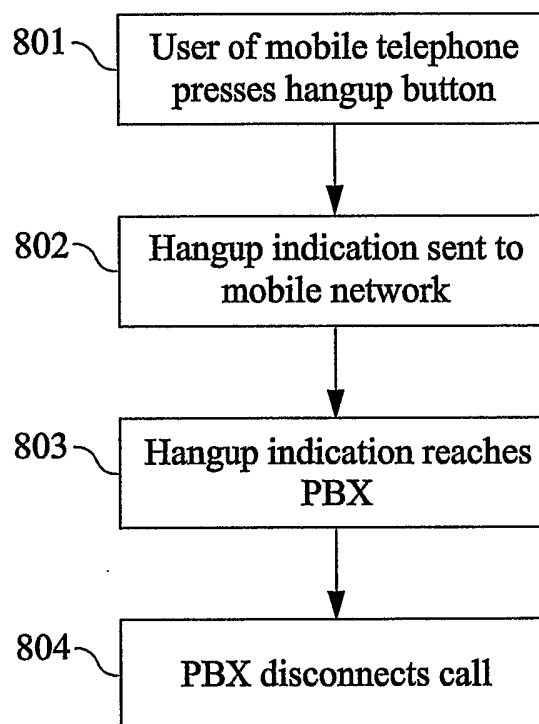 801
User of mobile telephone
presses hangup button
802
Hangup indication sent to
mobile network
803
Hangup indication reaches
PBX
804
PBX disconnects call